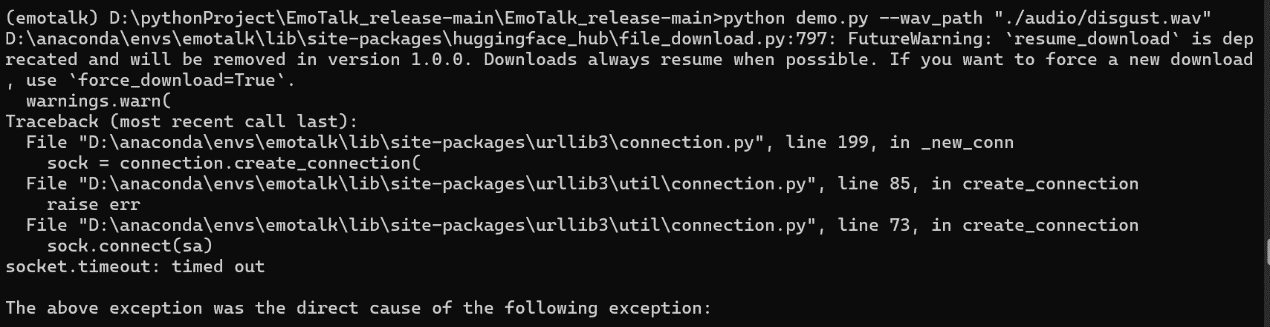 (emotalk) D:\pythonProject\EmoTalk_release-main\EmoTalk_release-main>python demo.py --wav_path "./audio/disgust.wav"
D:\anaconda\envs\emotalk\lib\site-packages\huggingface_hub\file_download.py:797: FutureWarning: `resume_download` is dep
recated and will be removed in version 1.0.0. Downloads always resume when possible. If you want to force a new download
, use `force_download=True`.
  warnings.warn(
Traceback (most recent call last):
  File "D:\anaconda\envs\emotalk\lib\site-packages\urllib3\connection.py", line 199, in _new_conn
    sock = connection.create_connection(
  File "D:\anaconda\envs\emotalk\lib\site-packages\urllib3\util\connection.py", line 85, in create_connection
    raise err
  File "D:\anaconda\envs\emotalk\lib\site-packages\urllib3\util\connection.py", line 73, in create_connection
    sock.connect(sa)
socket.timeout: timed out

The above exception was the direct cause of the following exception: